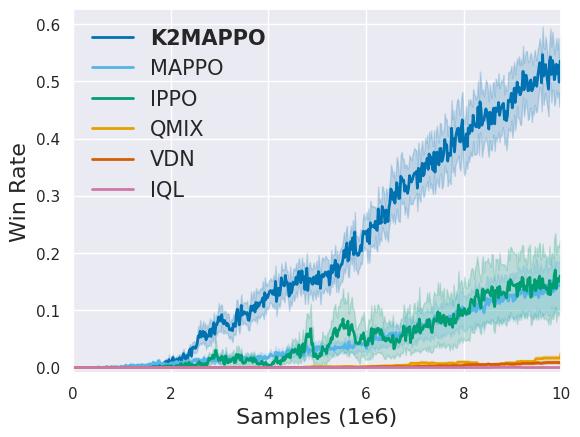 0.6
0.5
0.4
0.3
0.2
0.1
0.0
Win Rate
K2MAPPO
MAPPO
IPPO
QMIX
VDN
IQL
0 2 4 6 8 10
Samples (1e6)